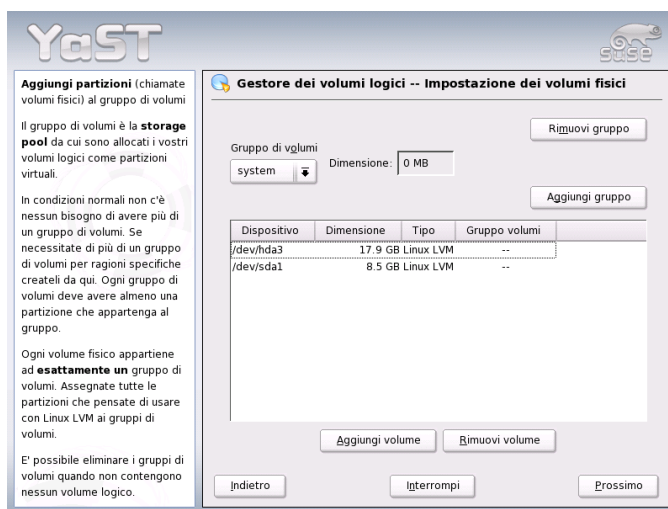 YaST
SUSE
Aggiungi partizioni (chiamate
volumi fisici) al gruppo di volumi
Il gruppo di volumi è la storage
pool da cui sono allocati i vostri
volumi logici come partizioni
virtuali.
In condizioni normali non c'è
nessun bisogno di avere più di
un gruppo di volumi. Se
necessitate di più di un gruppo
di volumi per ragioni specifiche
createli da qui. Ogni gruppo di
volumi deve avere almeno una
partizione che appartenga al
gruppo.
Ogni volume fisico appartiene
ad esattamente un gruppo di
volumi. Assegnate tutte le
partizioni che pensate di usare
con Linux LVM ai gruppi di
volumi.
E' possibile eliminare i gruppi di
volumi quando non contengono
nessun volume logico.
Gestore dei volumi logici -- Impostazione dei volumi fisici
Rimuovi gruppo
Gruppo di volumi
system
Dimensione: 0 MB
Aggiungi gruppo
Dispositivo Dimensione Tipo Gruppo volumi
/dev/hda3 17.9 GB Linux LVM --
/dev/sda1 8.5 GB Linux LVM --
Aggiungi volume Rimuovi volume
Indietro Interrompi Prossimo